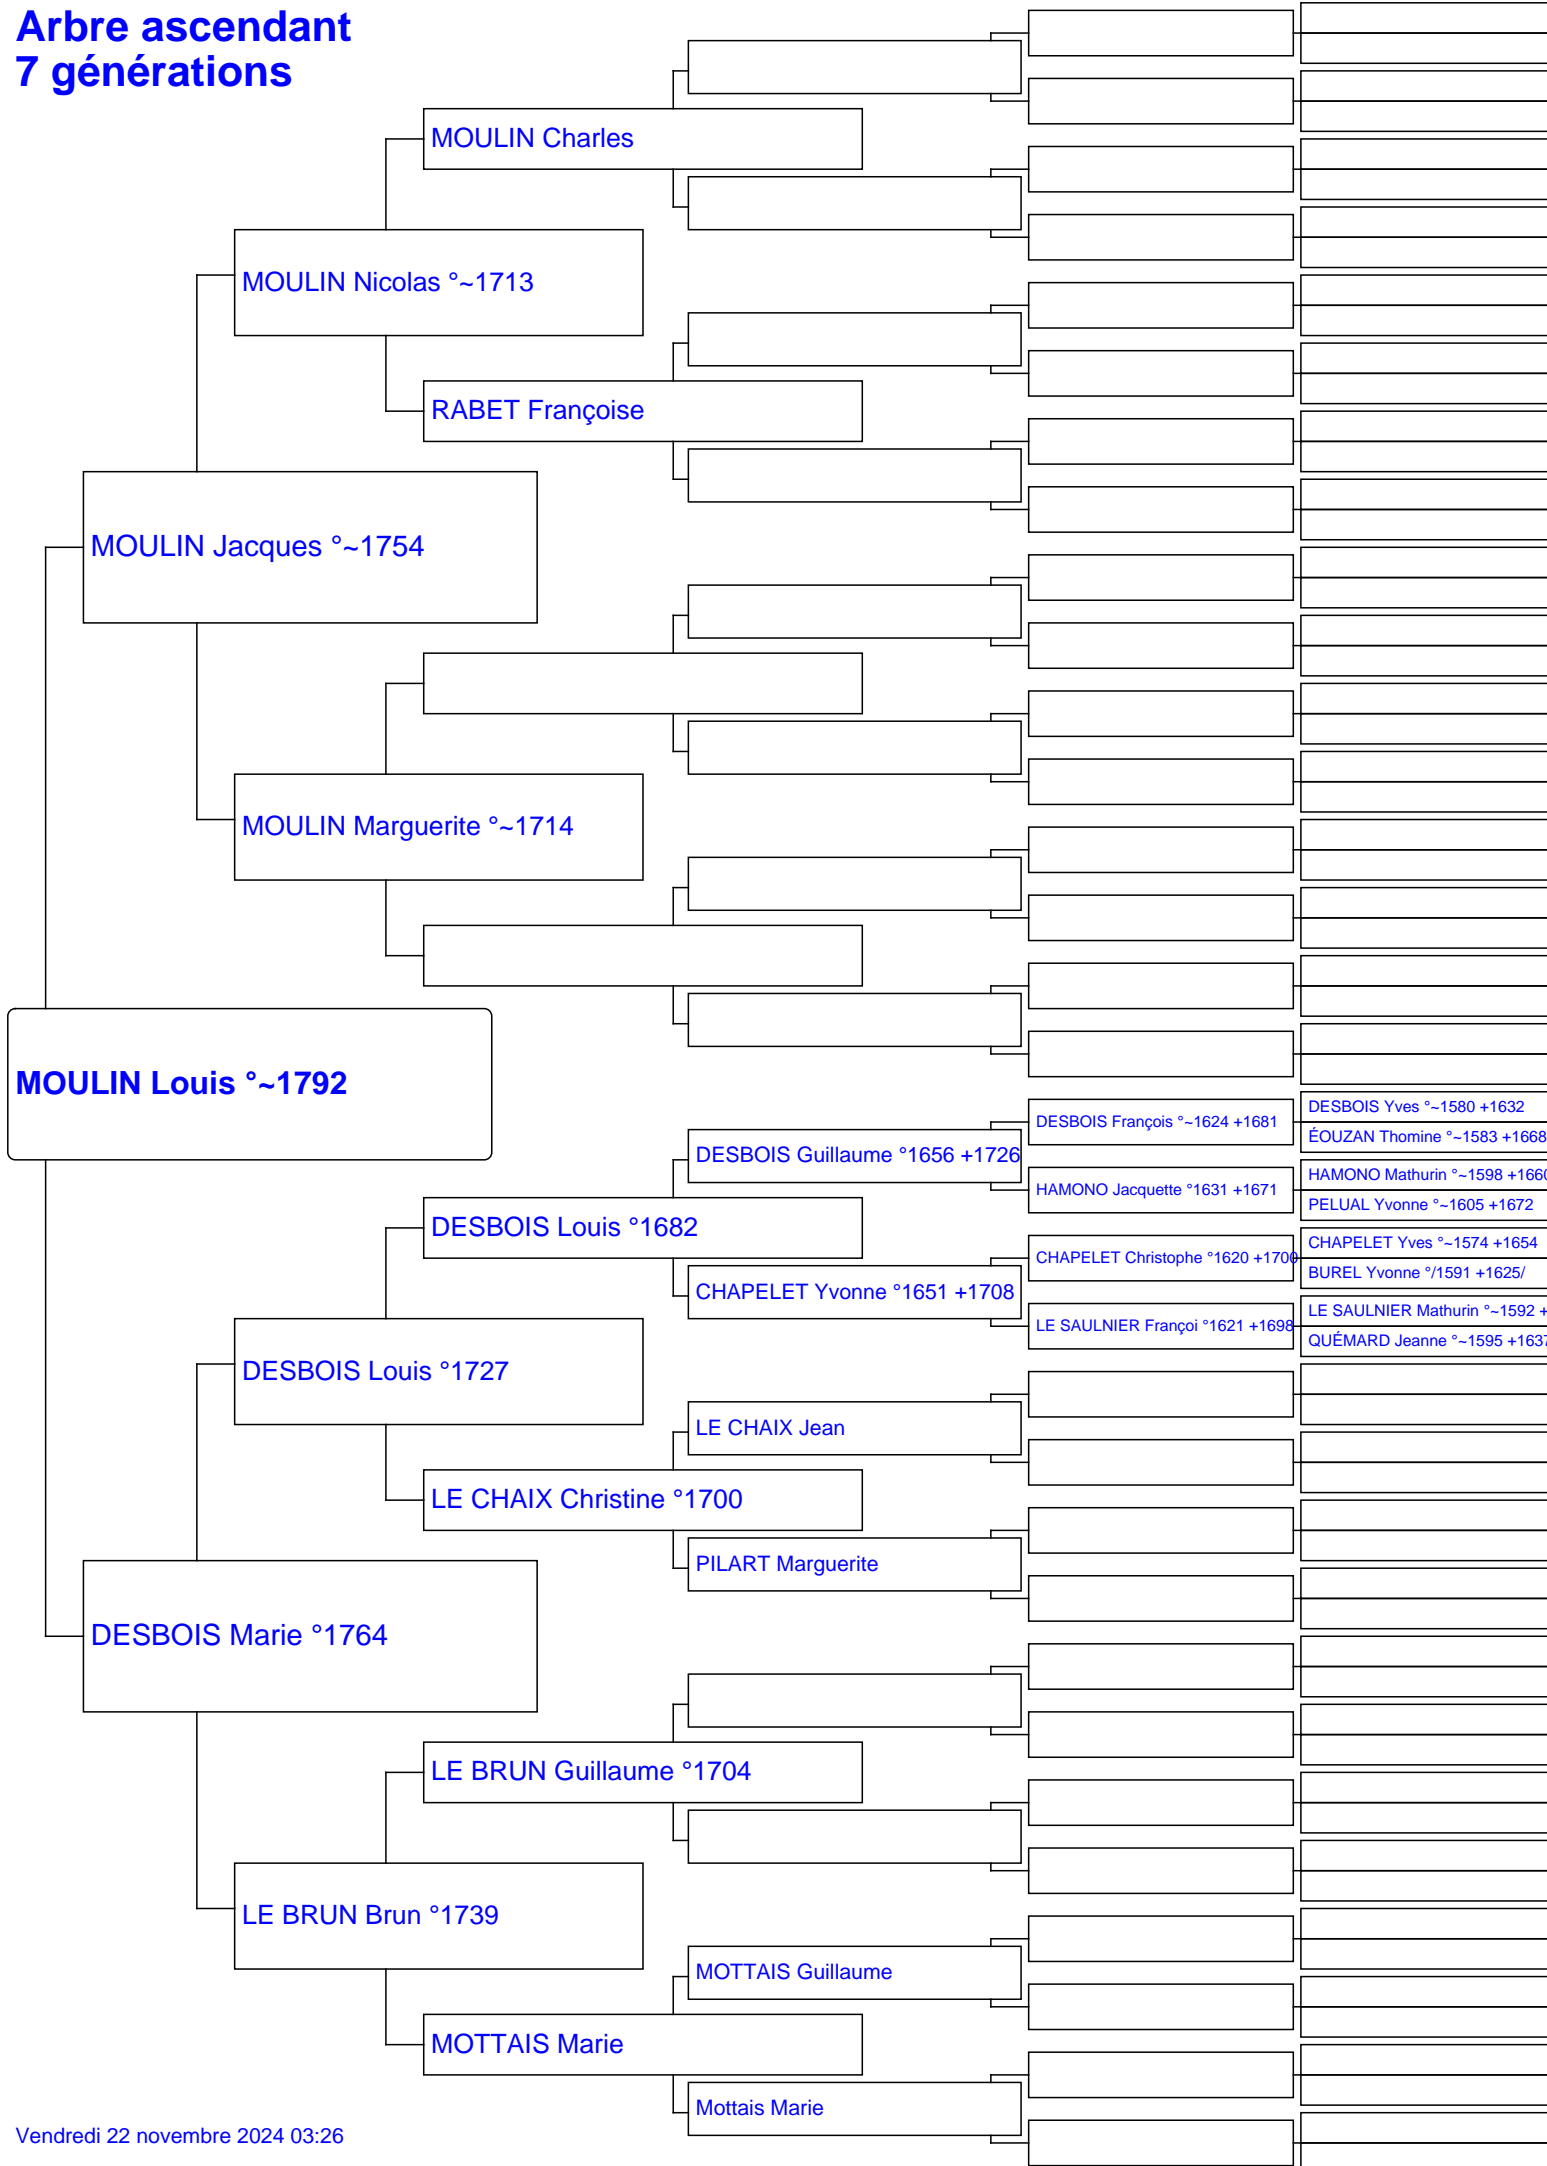 Arbre ascendant
7 générations
MOULIN Charles
MOULIN Nicolas °~1713
RABET Françoise
MOULIN Jacques °~1754
MOULIN Marguerite °~1714
MOULIN Louis °~1792
DESBOIS Yves °~1580 +1632
DESBOIS François °~1624 +1681
ÉOUZAN Thomine °~1583 +1668
DESBOIS Guillaume °1656 +1726
HAMONO Mathurin °~1598 +1660
HAMONO Jacquette °1631 +1671
PELUAL Yvonne °~1605 +1672
DESBOIS Louis °1682
CHAPELET Yves °~1574 +1654
CHAPELET Christophe °1620 +1700
BUREL Yvonne °/1591 +1625/
CHAPELET Yvonne °1651 +1708
LE SAULNIER Mathurin °~1592 +
LE SAULNIER Françoi °1621 +1698
QUÉMARD Jeanne °~1595 +1637
DESBOIS Louis °1727
LE CHAIX Jean
LE CHAIX Christine °1700
PILART Marguerite
DESBOIS Marie °1764
LE BRUN Guillaume °1704
LE BRUN Brun °1739
MOTTAIS Guillaume
MOTTAIS Marie
Mottais Marie
Vendredi 22 novembre 2024 03:26